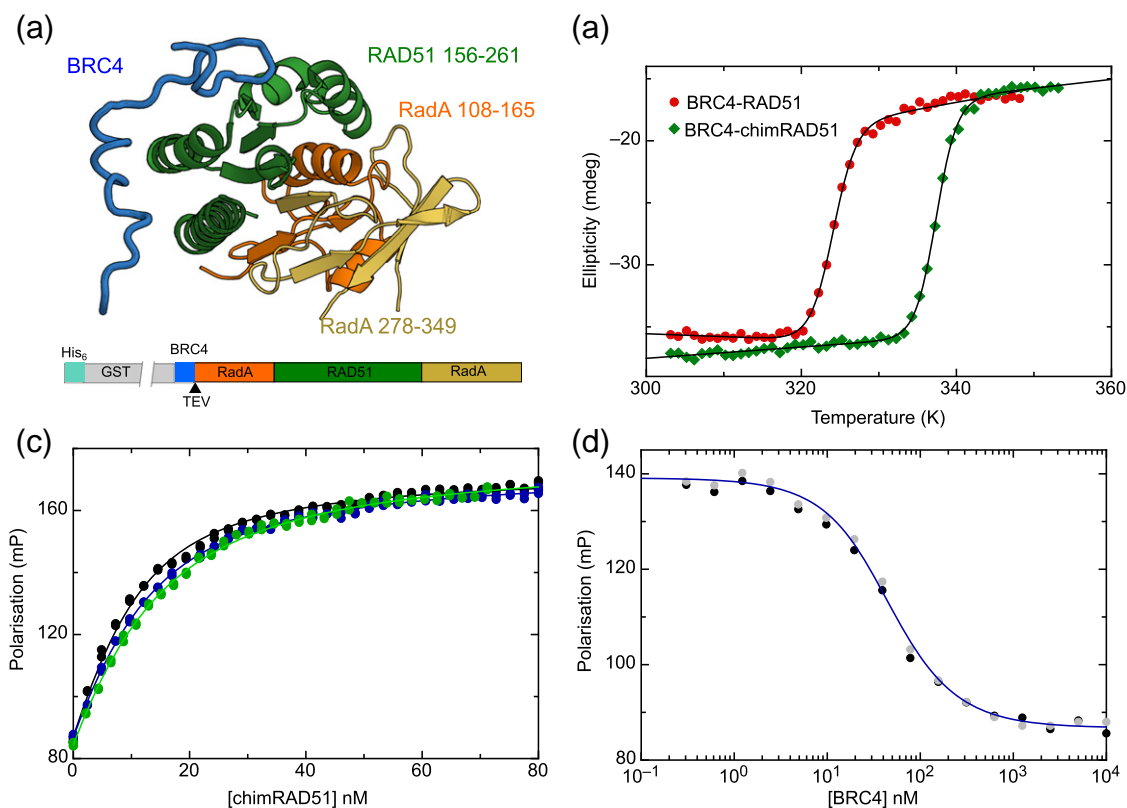 (a)
BRC4
RAD51 156-261
RadA 108-165
RadA 278-349
His6
GST
BRC4
RadA
RAD51
RadA
TEV
(a)
BRC4-RAD51
BRC4-chimRAD51
Ellipticity (mdeg)
−20
−30
300 320 340 360
Temperature (K)
(c)
Polarisation (mP)
160
120
80
0 20 40 60 80
[chimRAD51] nM
(d)
Polarisation (mP)
140
120
100
80
10−1 100 101 102 103 104
[BRC4] nM